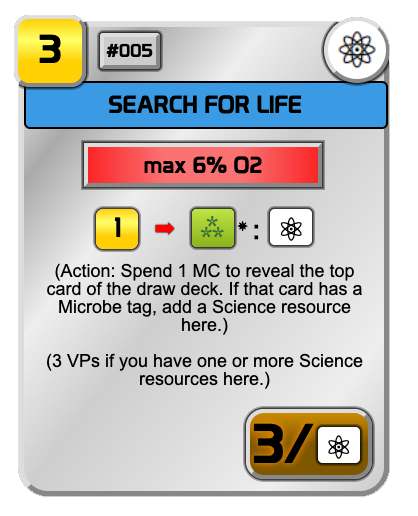 3
#005
SEARCH FOR LIFE
max 6% O2
1 * :
(Action: Spend 1 MC to reveal the top
card of the draw deck. If that card has a
Microbe tag, add a Science resource
here.)
(3 VPs if you have one or more Science
resources here.)
3/